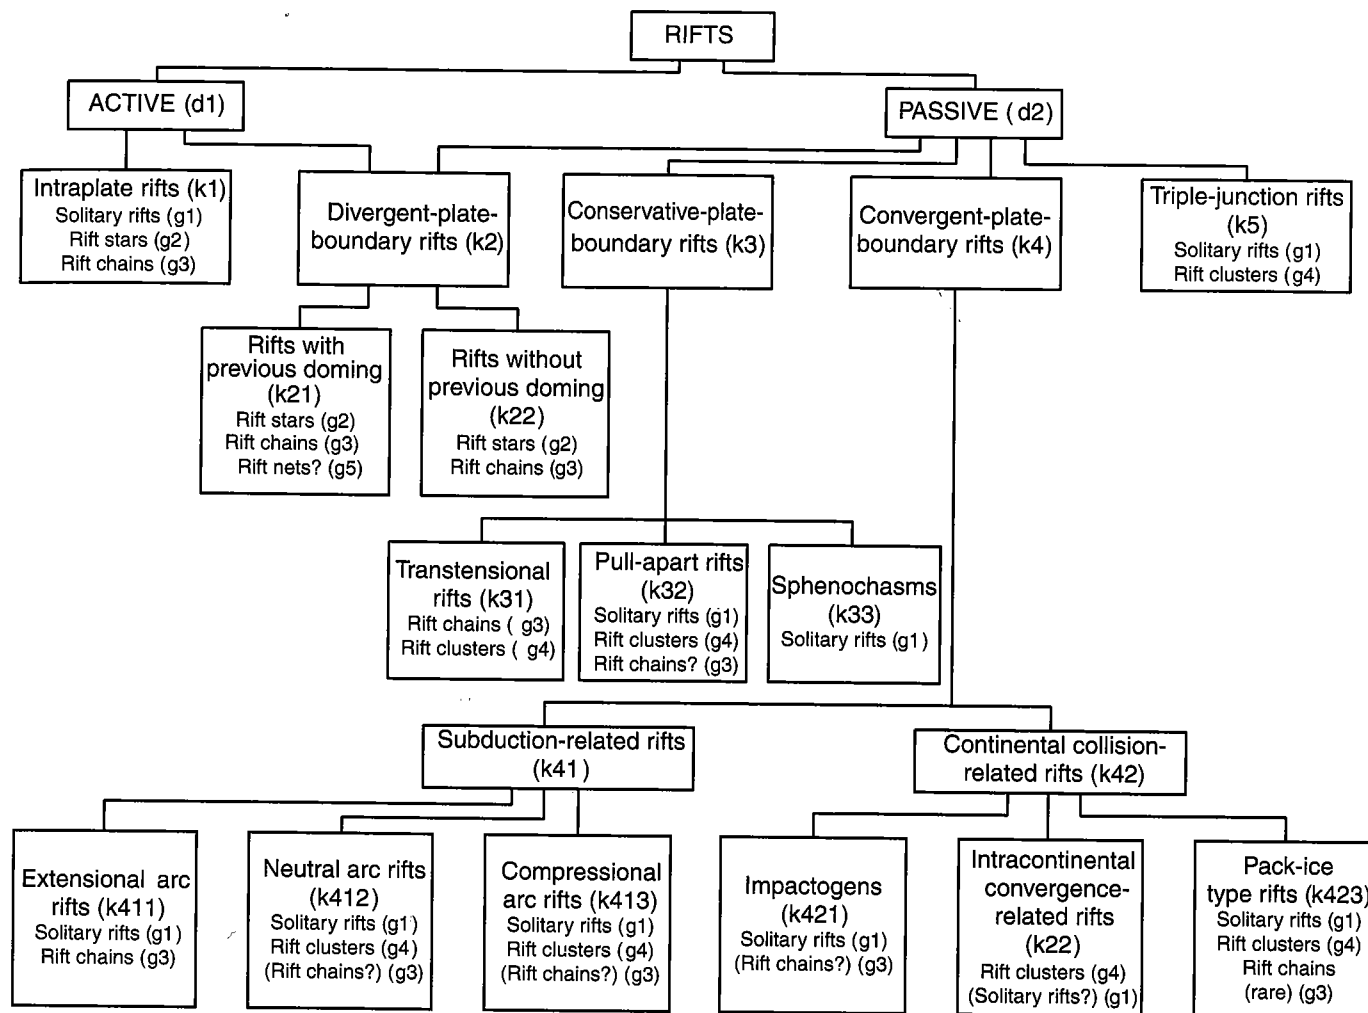 RIFTS
ACTIVE (d1)
PASSIVE ( d2)
Intraplate rifts (k1)
Solitary rifts (g1)
Rift stars (g2)
Rift chains (g3)
Divergent-plate-
boundary rifts (k2)
Conservative-plate-
boundary rifts (k3)
Convergent-plate-
boundary rifts (k4)
Triple-junction rifts
(k5)
Solitary rifts (g1)
Rift clusters (g4)
Rifts with
previous doming
(k21)
Rift stars (g2)
Rift chains (g3)
Rift nets? (g5)
Rifts without
previous doming
(k22)
Rift stars (g2)
Rift chains (g3)
Transtensional
rifts (k31)
Rift chains ( g3)
Rift clusters ( g4)
Pull-apart rifts
(k32)
Solitary rifts (g1)
Rift clusters (g4)
Rift chains? (g3)
Sphenochasms
(k33)
Solitary rifts (g1)
Subduction-related rifts
(k41)
Continental collision-
related rifts (k42)
Extensional arc
rifts (k411)
Solitary rifts (g1)
Rift chains (g3)
Neutral arc rifts
(k412)
Solitary rifts (g1)
Rift clusters (g4)
(Rift chains?) (g3)
Compressional
arc rifts (k413)
Solitary rifts (g1)
Rift clusters (g4)
(Rift chains?) (g3)
Impactogens
(k421)
Solitary rifts (g1)
(Rift chains?) (g3)
Intracontinental
convergence-
related rifts
(k22)
Rift clusters (g4)
(Solitary rifts?) (g1)
Pack-ice
type rifts (k423)
Solitary rifts (g1)
Rift clusters (g4)
Rift chains
(rare) (g3)